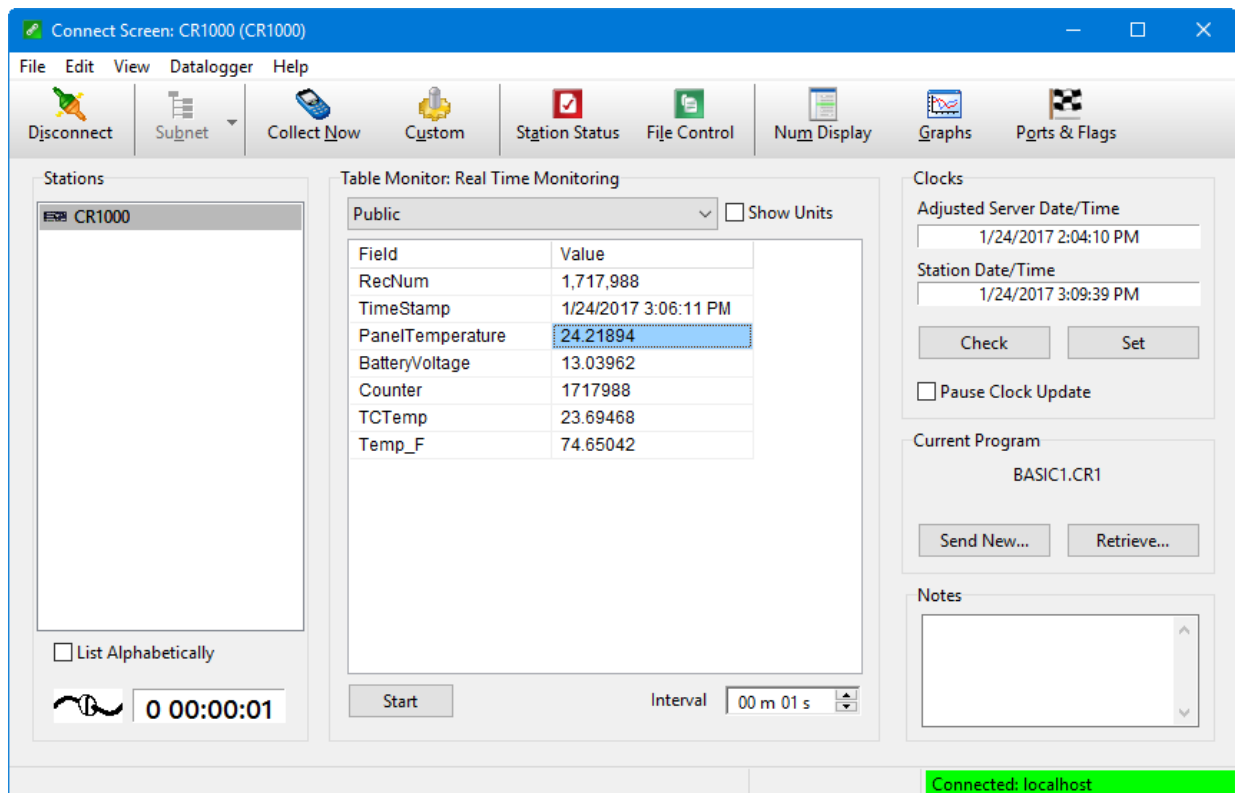 Connect Screen: CR1000 (CR1000)
File Edit View Datalogger Help
Disconnect Subnet Collect Now Custom Station Status File Control Num Display Graphs Ports & Flags
Stations
CR1000
List Alphabetically
0 00:00:01
Table Monitor: Real Time Monitoring
Public Show Units
Field Value
RecNum 1,717,988
TimeStamp 1/24/2017 3:06:11 PM
PanelTemperature 24.21894
BatteryVoltage 13.03962
Counter 1717988
TCTemp 23.69468
Temp_F 74.65042
Start Interval 00 m 01 s
Clocks
Adjusted Server Date/Time
1/24/2017 2:04:10 PM
Station Date/Time
1/24/2017 3:09:39 PM
Check Set
Pause Clock Update
Current Program
BASIC1.CR1
Send New... Retrieve...
Notes
Connected: localhost